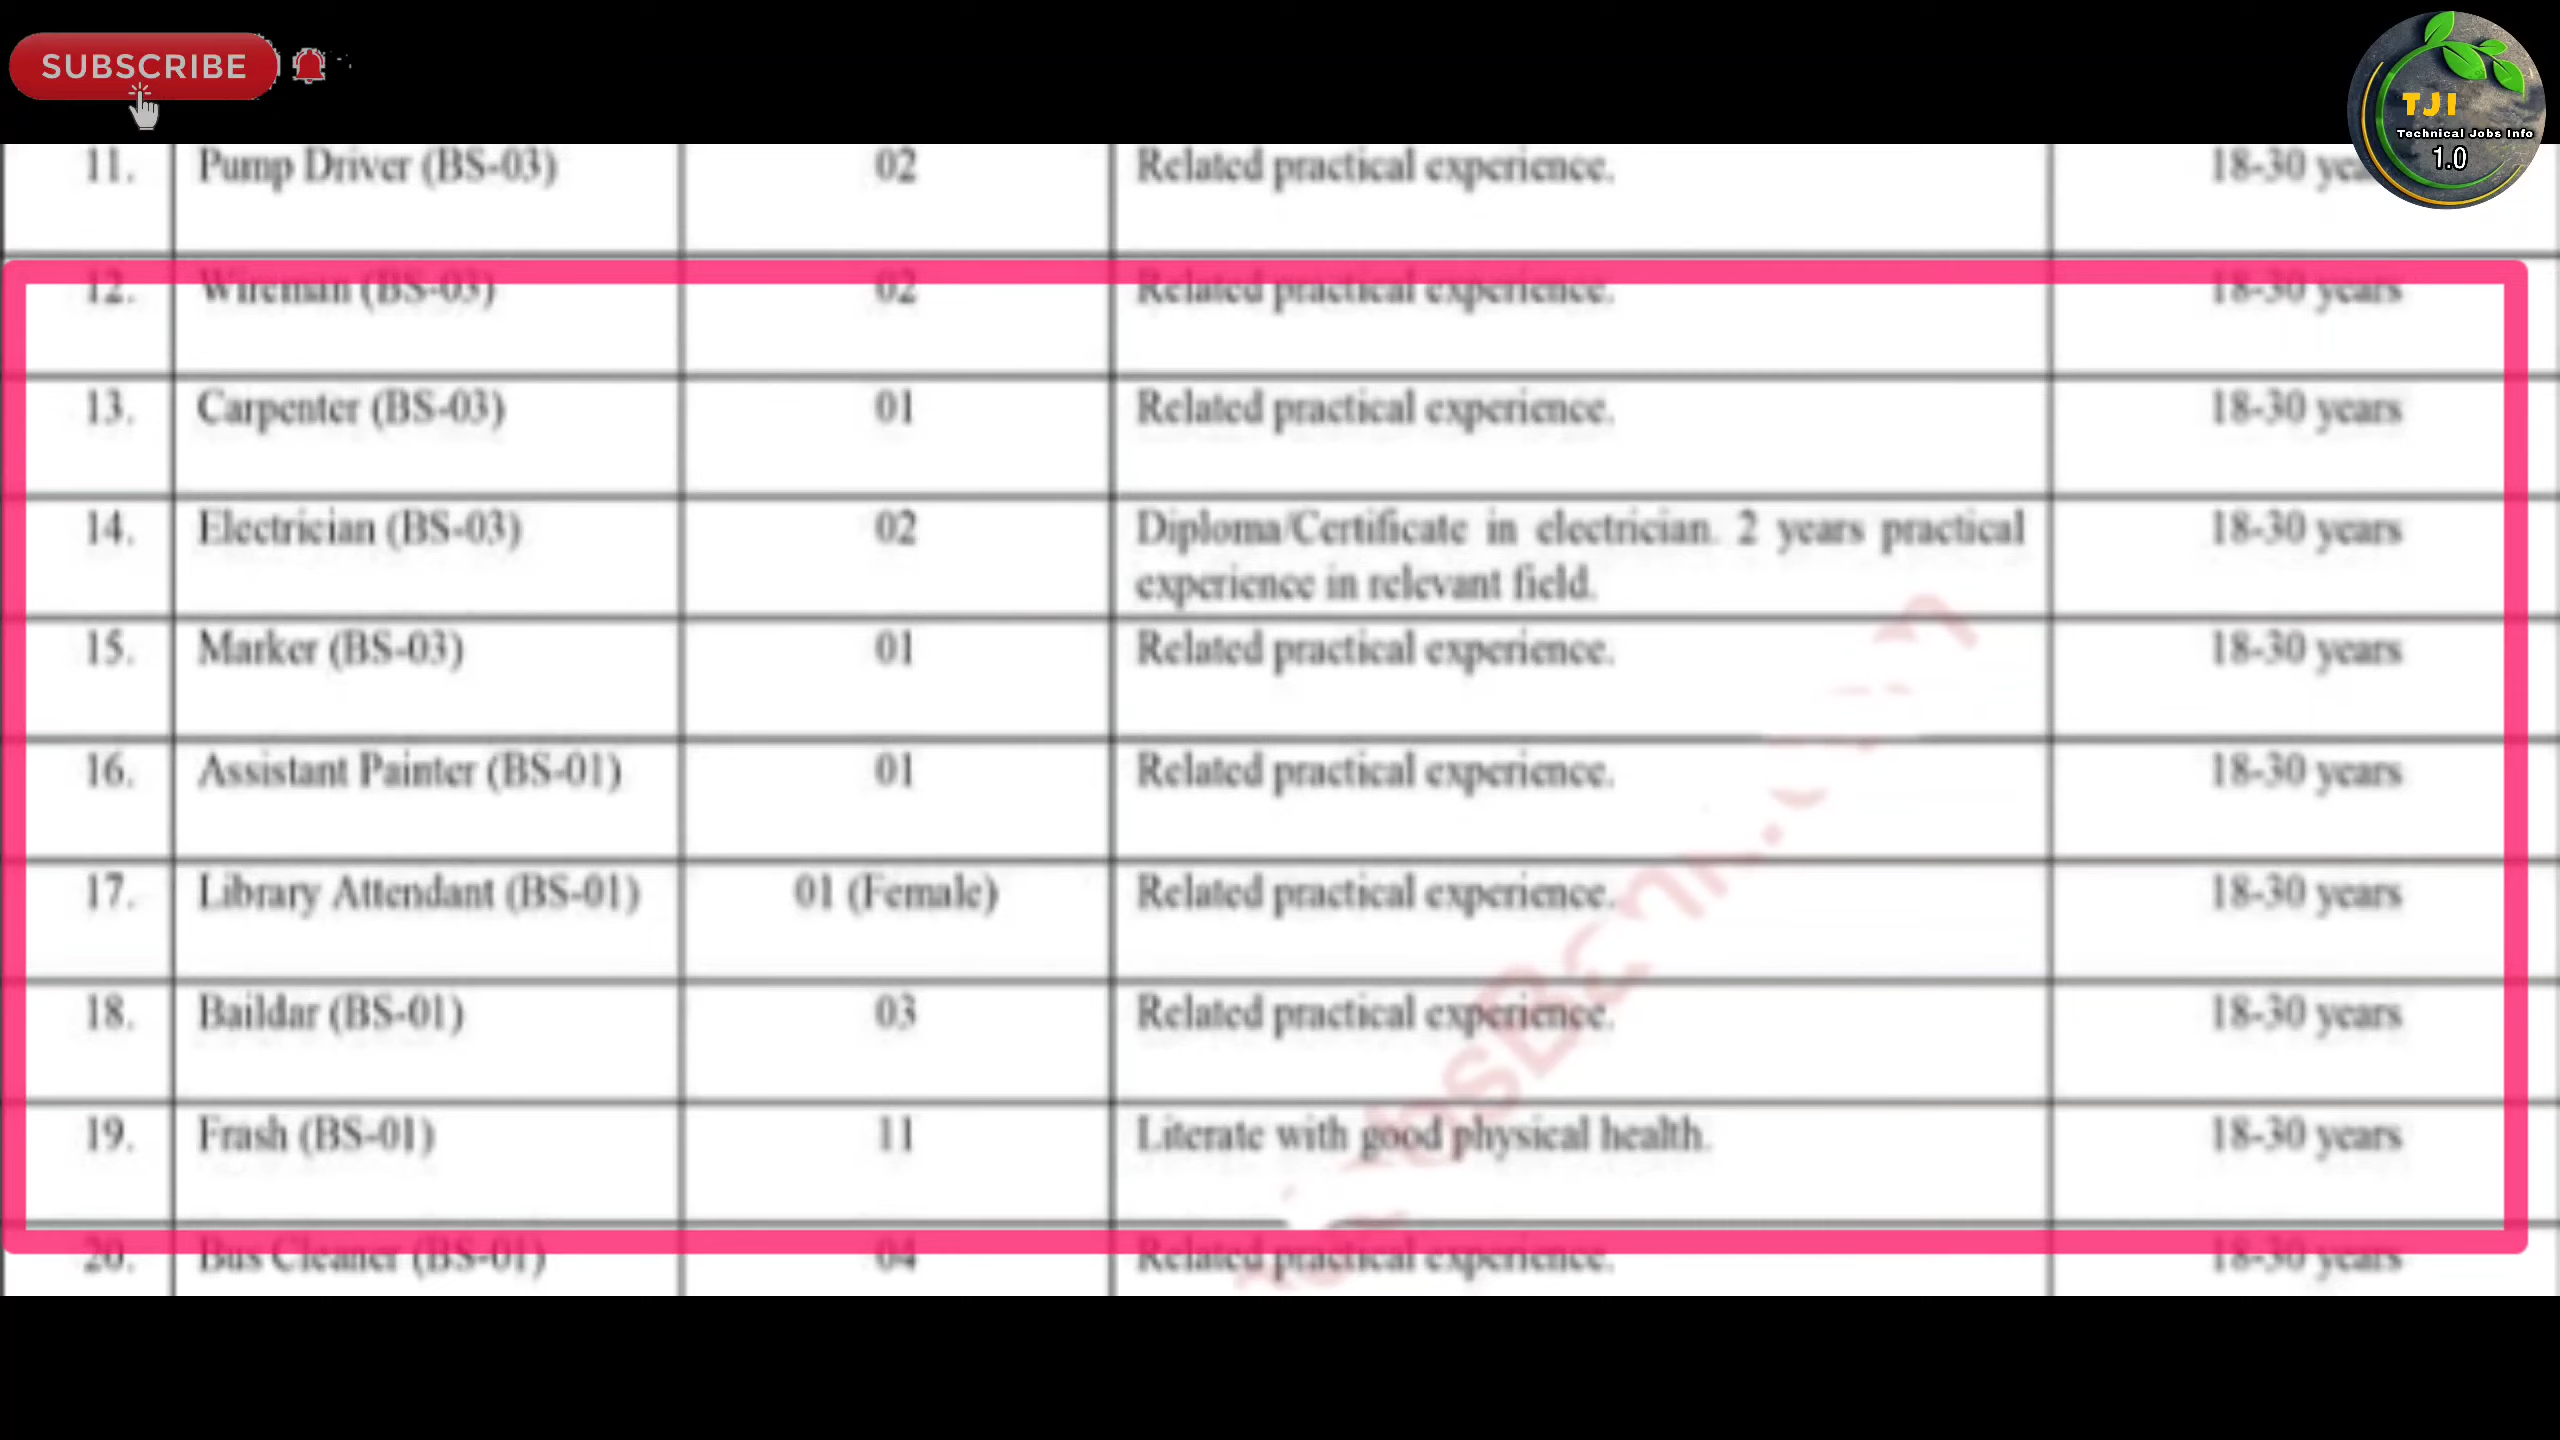 SUBSCRIBE
TJI
Technical Jobs Info
1.0
11. Pump Driver (BS-03) 02 Related practical experience. 18-30 years
12. Wireman (BS-03) 02 Related practical experience. 18-30 years
13. Carpenter (BS-03) 01 Related practical experience. 18-30 years
14. Electrician (BS-03) 02 Diploma/Certificate in electrician. 2 years practical 18-30 years
experience in relevant field.
15. Marker (BS-03) 01 Related practical experience. 18-30 years
16. Assistant Painter (BS-01) 01 Related practical experience. 18-30 years
17. Library Attendant (BS-01) 01 (Female) Related practical experience. 18-30 years
18. Baildar (BS-01) 03 Related practical experience. 18-30 years
19. Frash (BS-01) 11 Literate with good physical health. 18-30 years
20. Bus Cleaner (BS-01) 04 Related practical experience. 18-30 years